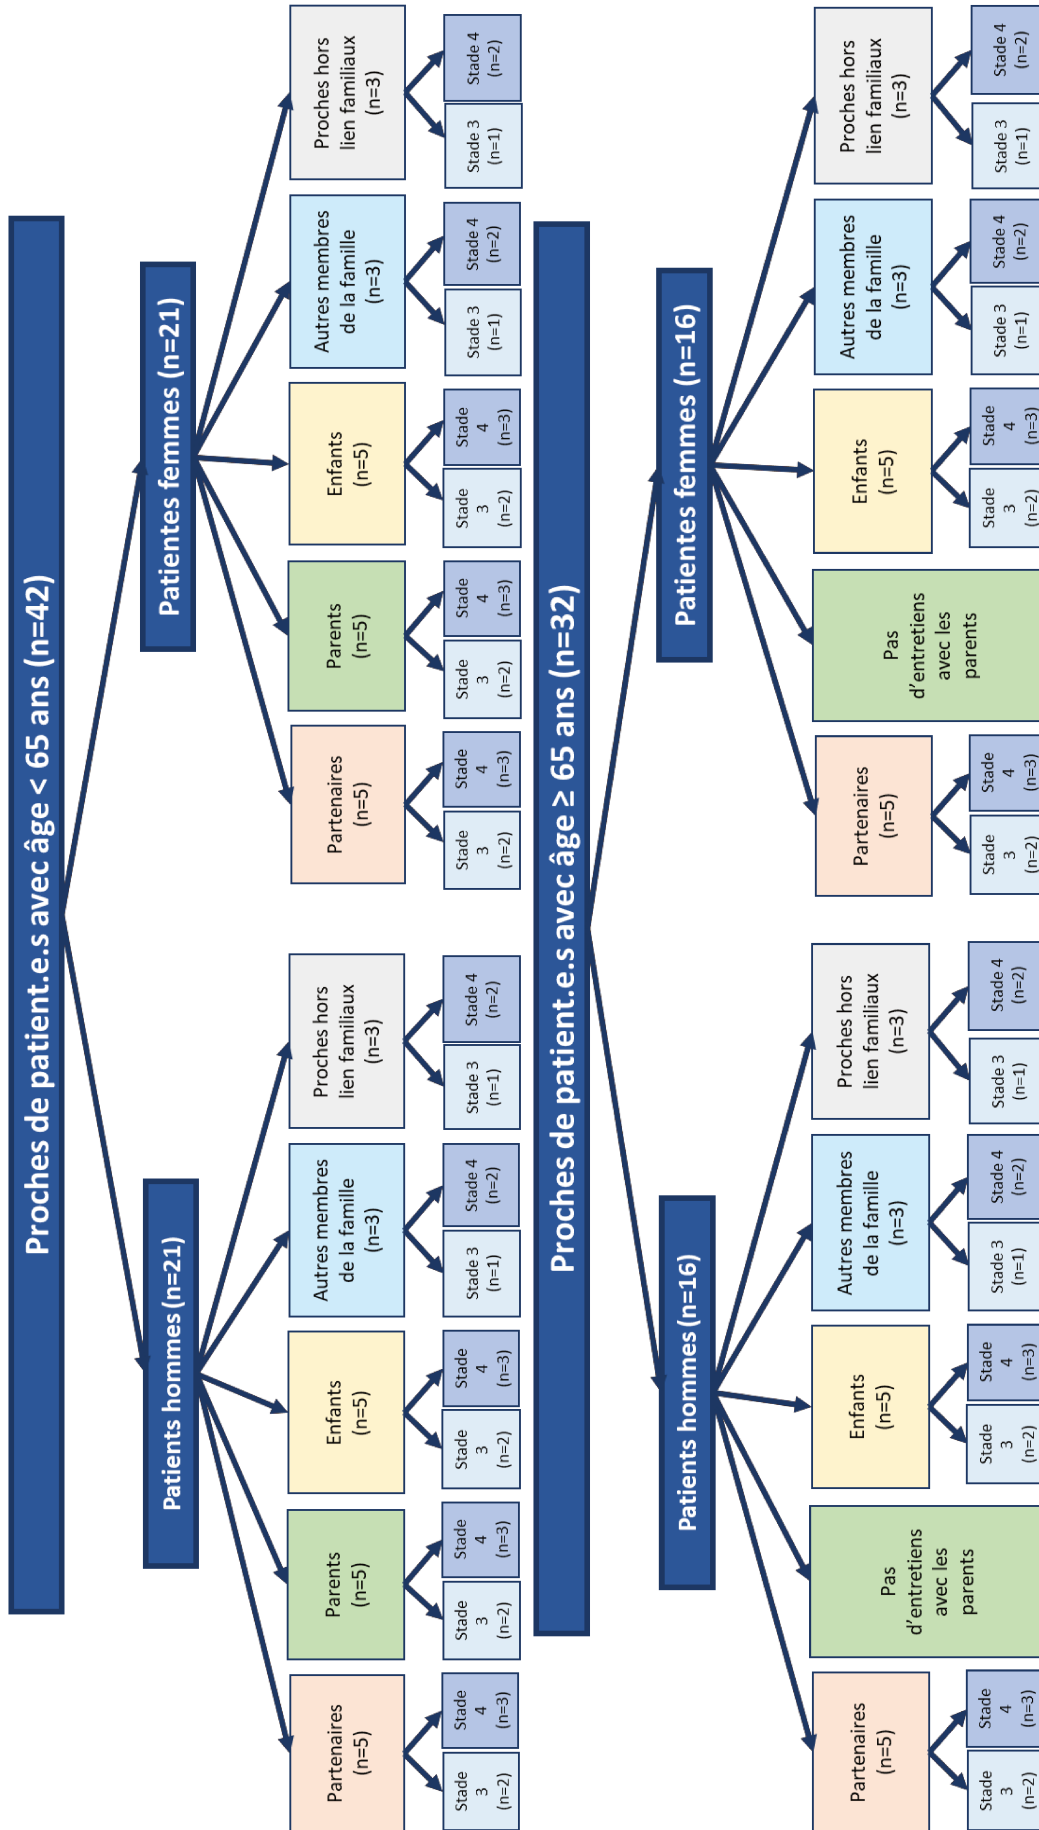 Proches de patient.e.s avec âge < 65 ans (n=42)
Patients hommes (n=21)
Patientes femmes (n=21)
Partenaires
(n=5)
Parents
(n=5)
Enfants
(n=5)
Autres membres
de la famille
(n=3)
Proches hors
lien familiaux
(n=3)
Partenaires
(n=5)
Parents
(n=5)
Enfants
(n=5)
Autres membres
de la famille
(n=3)
Proches hors
lien familiaux
(n=3)
Stade
3
(n=2)
Stade
4
(n=3)
Stade
3
(n=2)
Stade
4
(n=3)
Stade
3
(n=2)
Stade
4
(n=3)
Stade 3
(n=1)
Stade 4
(n=2)
Stade 3
(n=1)
Stade 4
(n=2)
Stade
3
(n=2)
Stade
4
(n=3)
Stade
3
(n=2)
Stade
4
(n=3)
Stade
3
(n=2)
Stade
4
(n=3)
Stade 3
(n=1)
Stade 4
(n=2)
Stade 3
(n=1)
Stade 4
(n=2)
Proches de patient.e.s avec âge ≥ 65 ans (n=32)
Patients hommes (n=16)
Patientes femmes (n=16)
Partenaires
(n=5)
Pas
d'entretiens
avec les
parents
Enfants
(n=5)
Autres membres
de la famille
(n=3)
Proches hors
lien familiaux
(n=3)
Partenaires
(n=5)
Pas
d'entretiens
avec les
parents
Enfants
(n=5)
Autres membres
de la famille
(n=3)
Proches hors
lien familiaux
(n=3)
Stade
3
(n=2)
Stade
4
(n=3)
Stade
3
(n=2)
Stade
4
(n=3)
Stade 3
(n=1)
Stade 4
(n=2)
Stade 3
(n=1)
Stade 4
(n=2)
Stade
3
(n=2)
Stade
4
(n=3)
Stade
3
(n=2)
Stade
4
(n=3)
Stade 3
(n=1)
Stade 4
(n=2)
Stade 3
(n=1)
Stade 4
(n=2)